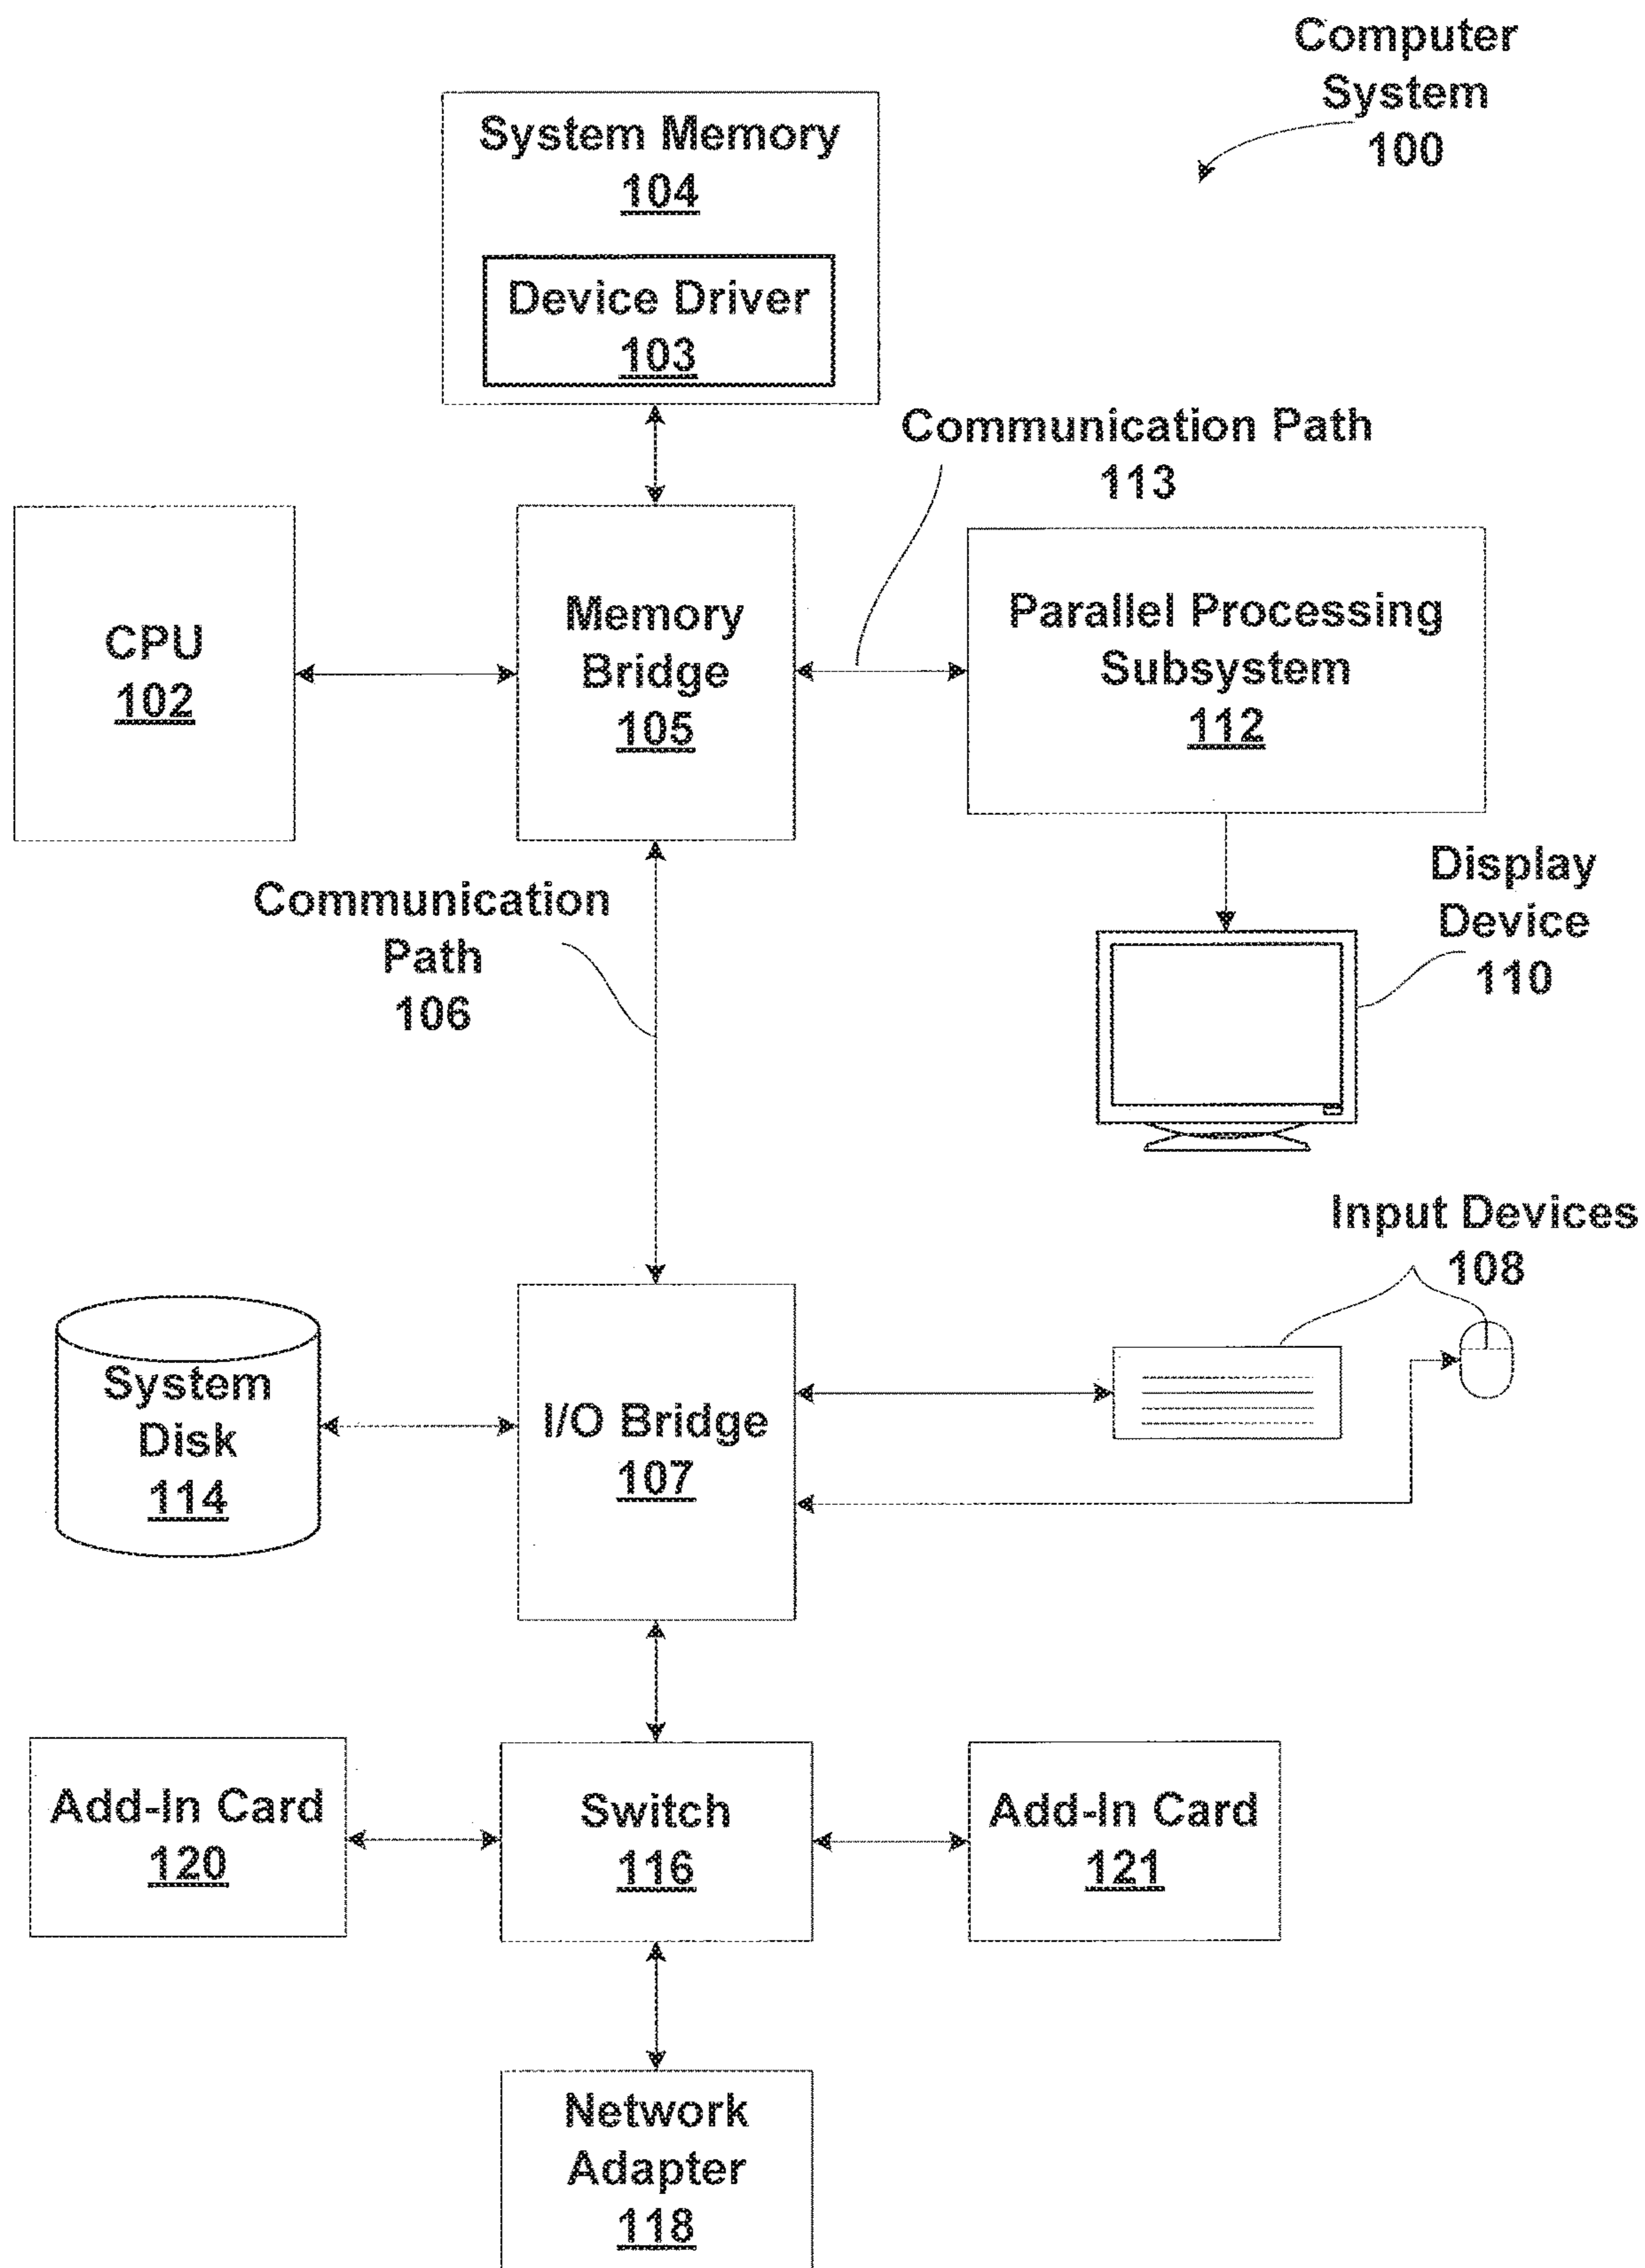 Computer
System
100
System Memory
104
Device Driver
103
Communication Path
113
CPU
102
Memory
Bridge
105
Parallel Processing
Subsystem
112
Communication
Path
106
Display
Device
110
Input Devices
108
System
Disk
114
I/O Bridge
107
Add-In Card
120
Switch
116
Add-In Card
121
Network
Adapter
118